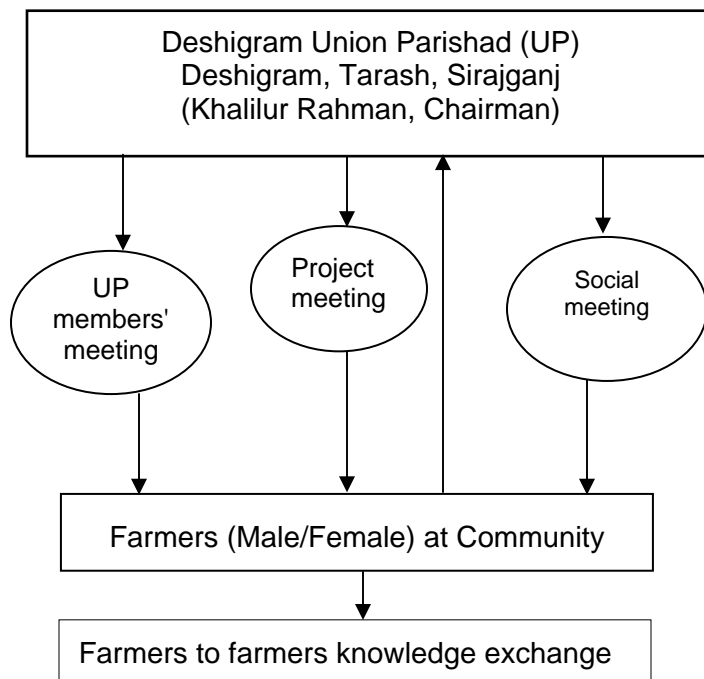 Deshigram Union Parishad (UP)
Deshigram, Tarash, Sirajganj
(Khalilur Rahman, Chairman)
UP
members'
meeting
Project
meeting
Social
meeting
Farmers (Male/Female) at Community
Farmers to farmers knowledge exchange